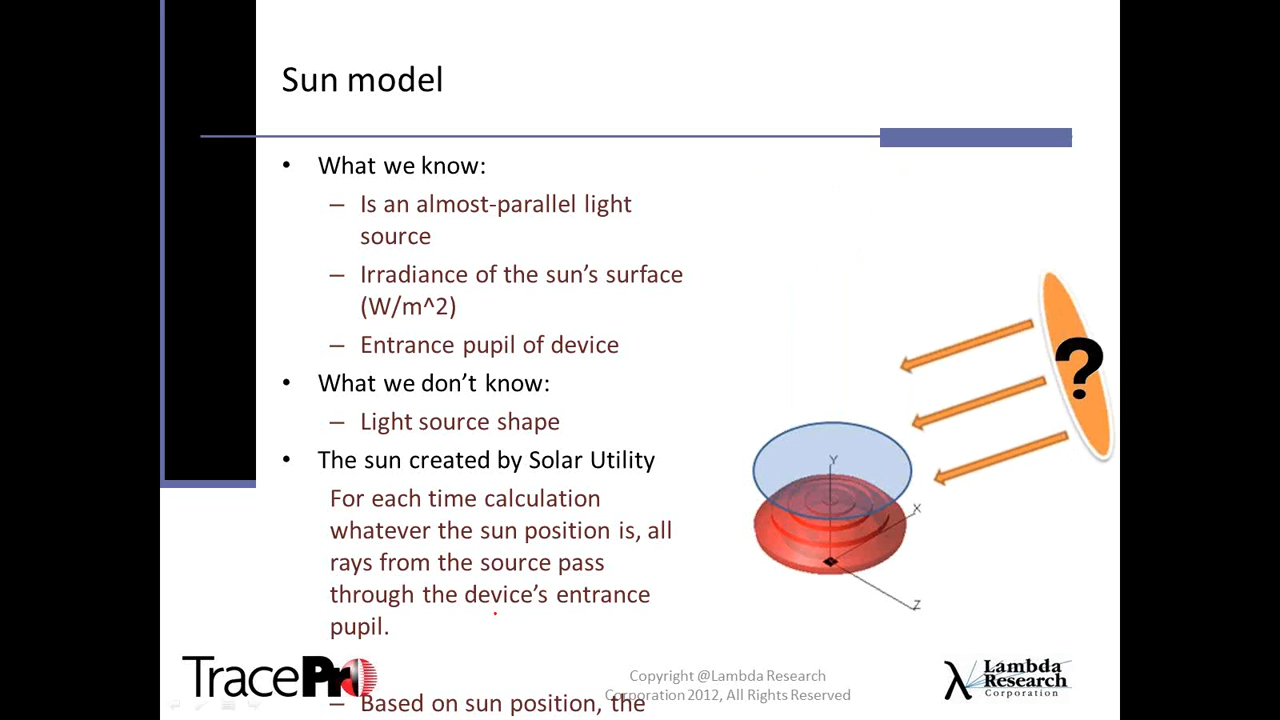 Sun model
• What we know:
– Is an almost-parallel light
source
– Irradiance of the sun’s surface
(W/m^2)
– Entrance pupil of device
• What we don’t know:
– Light source shape
• The sun created by Solar Utility
For each time calculation
whatever the sun position is, all
rays from the source pass
through the device’s entrance
pupil.
– Based on sun position, the
?
Y
X
Z
TracePro
Copyright @Lambda Research
Corporation 2012, All Rights Reserved
λ Lambda
Research
Corporation